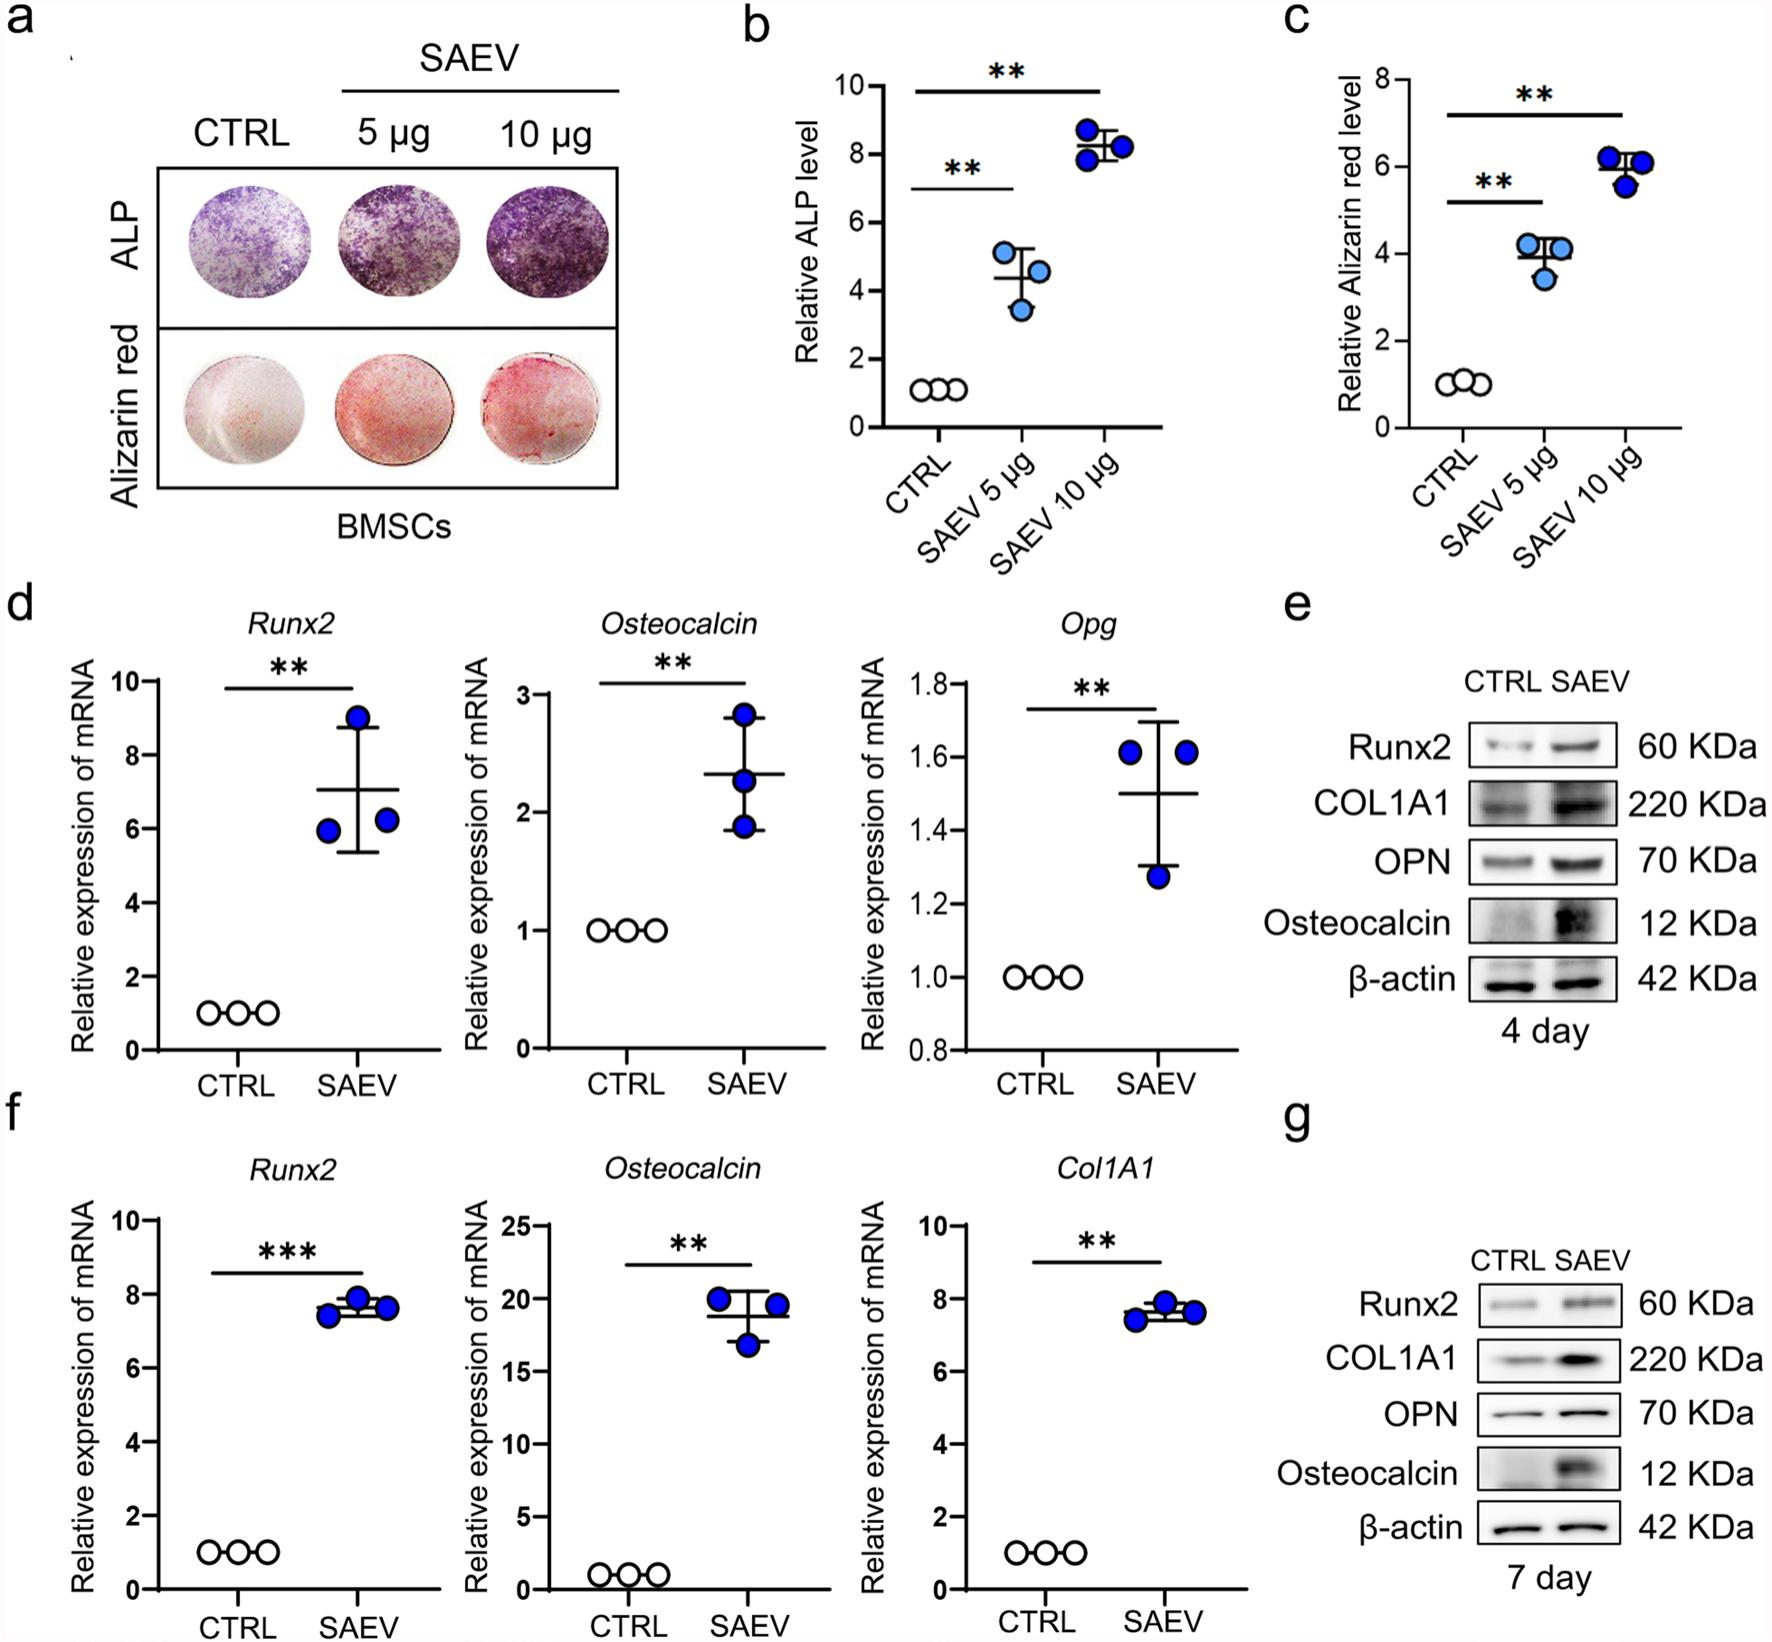 a
SAEV
CTRL 5 μg 10 μg
ALP
Alizarin red
BMSCs
b
Relative ALP level
10
8
6
4
2
0
**
**
CTRL
SAEV 5 μg
SAEV 10 μg
c
Relative Alizarin red level
8
6
4
2
0
**
**
CTRL
SAEV 5 μg
SAEV 10 μg
d
Runx2
Relative expression of mRNA
10
8
6
4
2
0
**
CTRL SAEV
Osteocalcin
Relative expression of mRNA
3
2
1
0
**
CTRL SAEV
Opg
Relative expression of mRNA
1.8
1.6
1.4
1.2
1.0
0.8
**
CTRL SAEV
e
CTRL SAEV
Runx2 60 KDa
COL1A1 220 KDa
OPN 70 KDa
Osteocalcin 12 KDa
β-actin 42 KDa
4 day
f
Runx2
Relative expression of mRNA
10
8
6
4
2
0
***
CTRL SAEV
Osteocalcin
Relative expression of mRNA
25
20
15
10
5
0
**
CTRL SAEV
Col1A1
Relative expression of mRNA
10
8
6
4
2
0
**
CTRL SAEV
g
CTRL SAEV
Runx2 60 KDa
COL1A1 220 KDa
OPN 70 KDa
Osteocalcin 12 KDa
β-actin 42 KDa
7 day